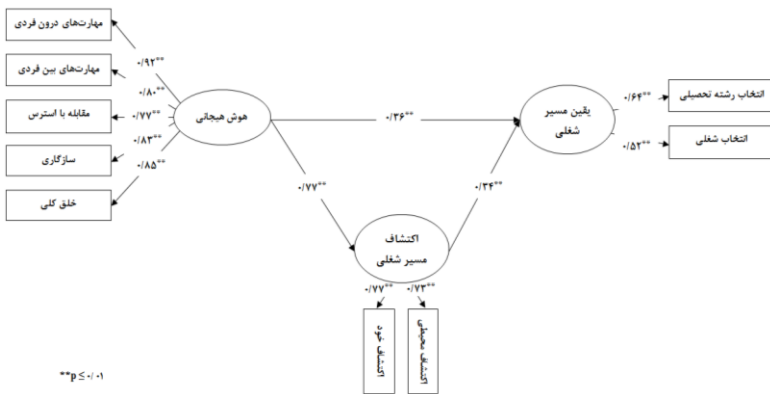 مهارت‌های درون فردی
۰/۹۲**
مهارت‌های بین فردی
۰/۸۰**
مقابله با استرس
۰/۷۷**
سازگاری
۰/۸۳**
خلق کلی
۰/۸۵**
هوش هیجانی
۰/۳۶**
یقین مسیر
شغلی
۰/۶۴**
انتخاب رشته تحصیلی
۰/۵۲**
انتخاب شغلی
۰/۷۷**
۰/۳۴**
اکتشاف
مسیر شغلی
۰/۷۷**
۰/۷۳**
اکتشاف خود
اکتشاف محیطی
**p ≤ ۰/۰۱